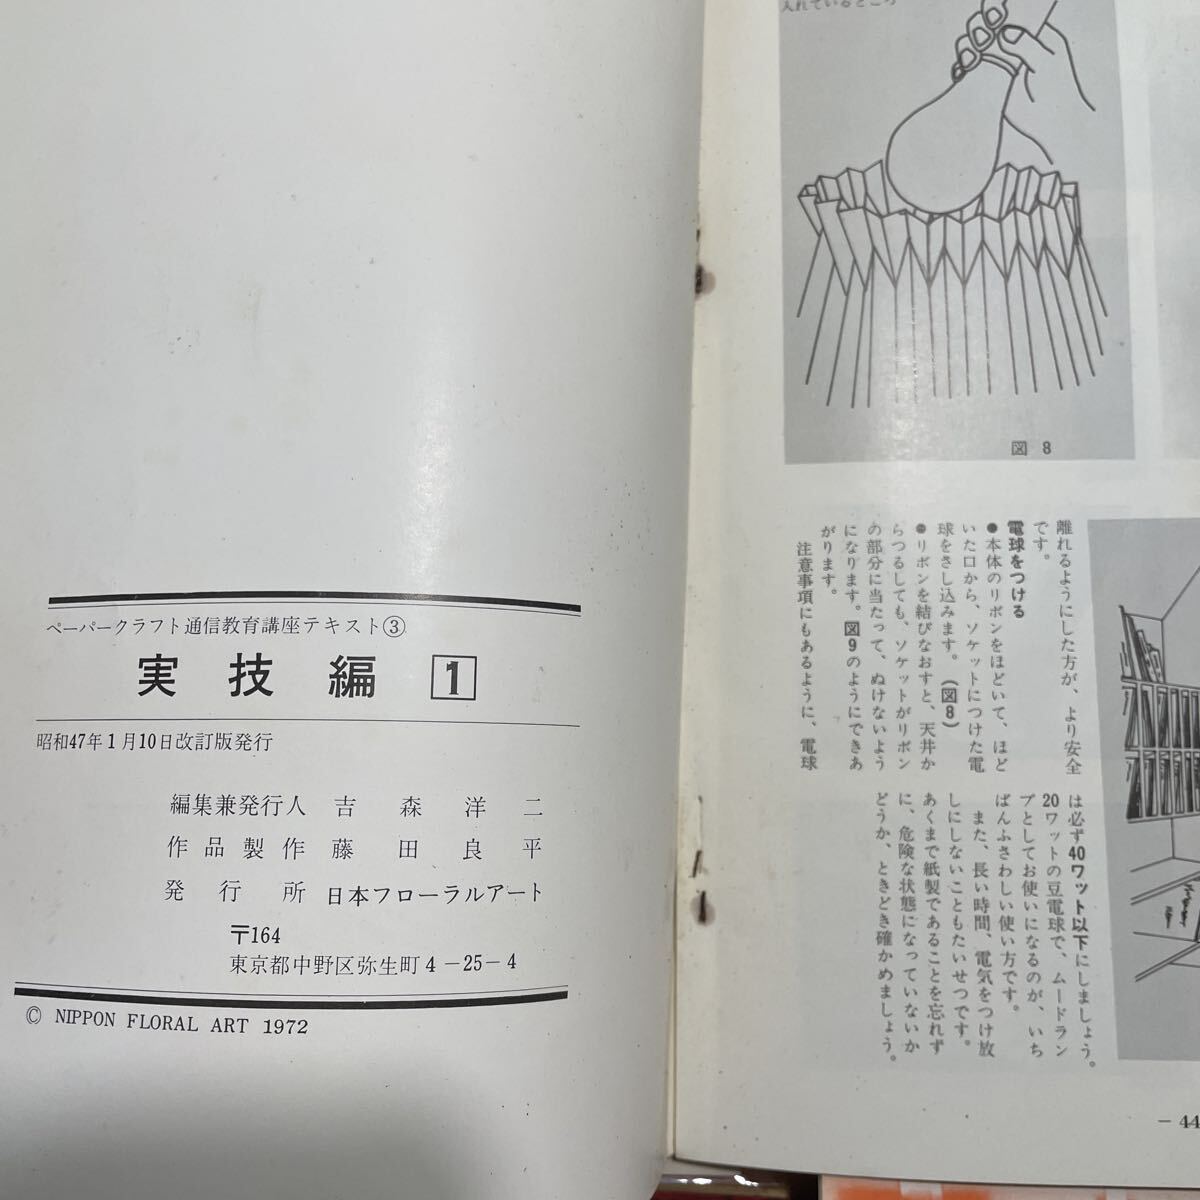 ペーパークラフト通信教育講座テキスト③
実技編 1
昭和47年1月10日改訂版発行
編集兼発行人 吉森洋二
作品製作 藤田良平
発行所 日本フローラルアート
〒164
東京都中野区弥生町4-25-4
© NIPPON FLORAL ART 1972
入れているところ
図8
離れるようにした方が、より安全
です。
電球をつける
●本体のリボンをほどいて、ほど
いた口から、ソケットにつけた電
球をさし込みます。(図8)
●リボンを結びなおすと、天井か
らつるしても、ソケットがリボン
の部分に当たって、ぬけないよう
になります。図9のようにできあ
がります。
注意事項にもあるように、電球
は必ず40ワット以下にしましょう。
20ワットの豆電球で、ムードラン
プとしてお使いになるのが、いち
ばんふさわしい使い方です。
また、長い時間、電気をつけ放
しにしないこともたいせつです。
あくまで紙製であることを忘れず
に、危険な状態になっていないか
どうか、ときどき確かめましょう。
－44